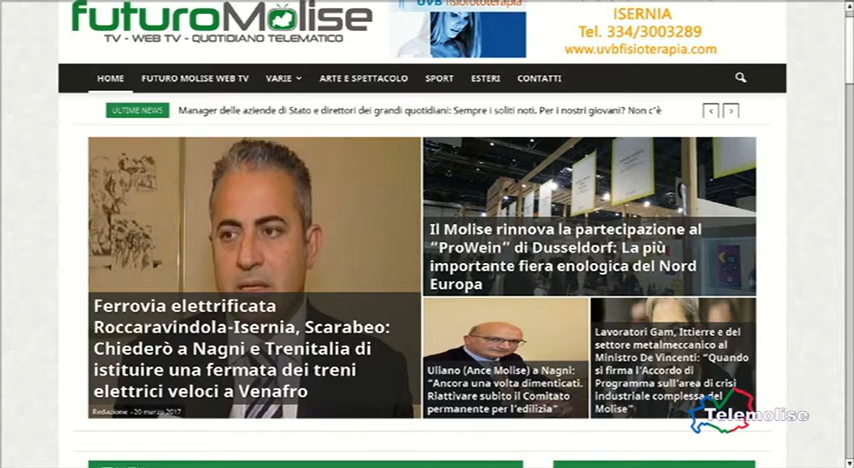 futuroMolise
TV - WEB TV - QUOTIDIANO TELEMATICO
UVB fisiofototerapia
ISERNIA
Tel. 334/3003289
www.uvbfisioterapia.com
HOME FUTURO MOLISE WEB TV VARIE ARTE E SPETTACOLO SPORT ESTERI CONTATTI
ULTIME NEWS Manager delle aziende di Stato e direttori dei grandi quotidiani: Sempre i soliti noti. Per i nostri giovani? Non c'è
Ferrovia elettrificata
Roccaravindola-Isernia, Scarabeo:
Chiederò a Nagni e Trenitalia di
istituire una fermata dei treni
elettrici veloci a Venafro
Redazione - 20 marzo 2017
Il Molise rinnova la partecipazione al
"ProWein" di Dusseldorf: La più
importante fiera enologica del Nord
Europa
Uliano (Ance Molise) a Nagni:
"Ancora una volta dimenticati.
Riattivare subito il Comitato
permanente per l'edilizia"
Lavoratori Gam, Ittierre e del
settore metalmeccanico al
Ministro De Vincenti: "Quando
si firma l'Accordo di
Programma sull'area di crisi
industriale complessa del
Molise"
Telemolise